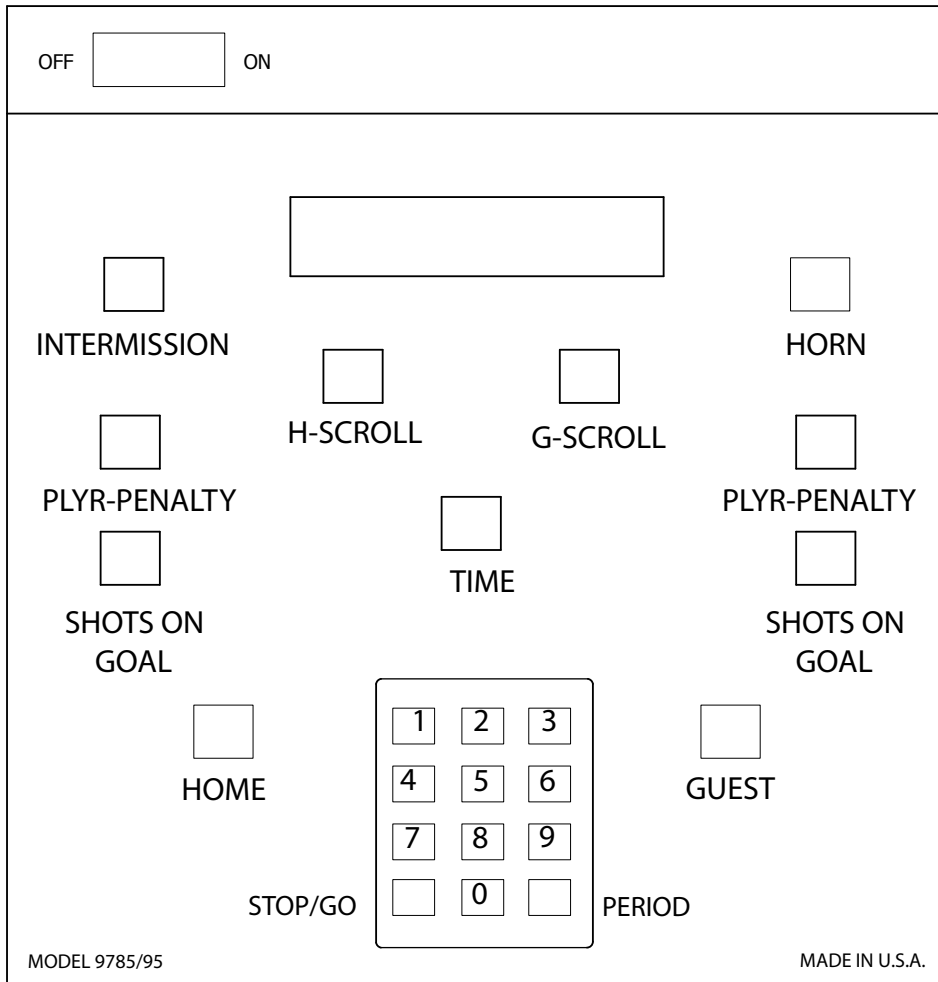 OFF ON
INTERMISSION
HORN
H-SCROLL
G-SCROLL
PLYR-PENALTY
PLYR-PENALTY
TIME
SHOTS ON
GOAL
SHOTS ON
GOAL
1 2 3
HOME
4 5 6
GUEST
7 8 9
STOP/GO
0
PERIOD
MODEL 9785/95
MADE IN U.S.A.